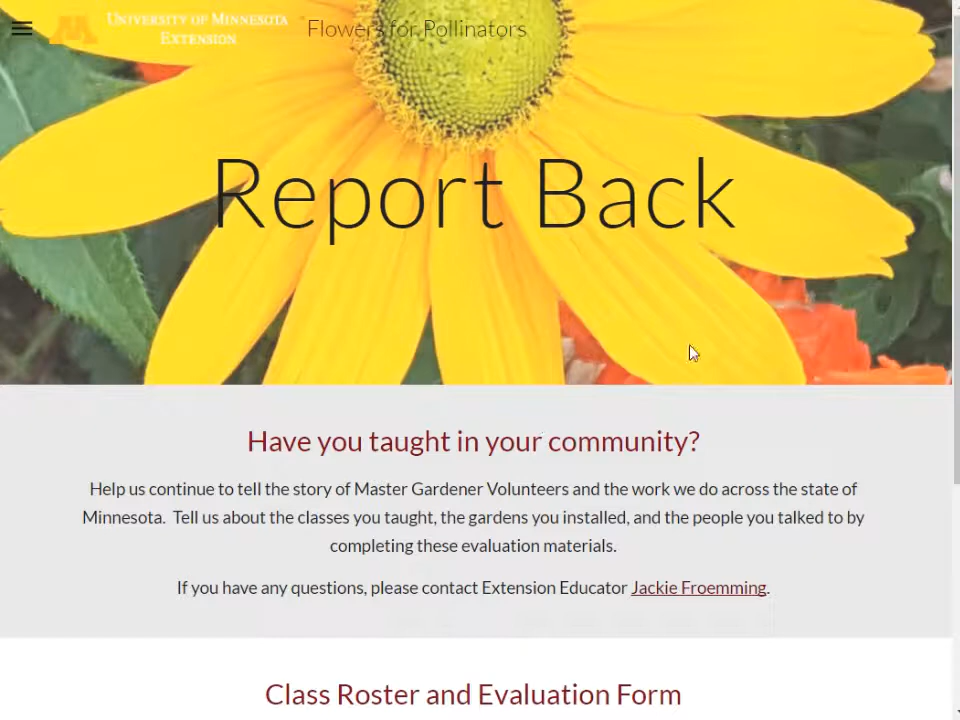 University of Minnesota
Extension
Flowers for Pollinators
Report Back
Have you taught in your community?
Help us continue to tell the story of Master Gardener Volunteers and the work we do across the state of
Minnesota.  Tell us about the classes you taught, the gardens you installed, and the people you talked to by
completing these evaluation materials.
If you have any questions, please contact Extension Educator Jackie Froemming.
Class Roster and Evaluation Form